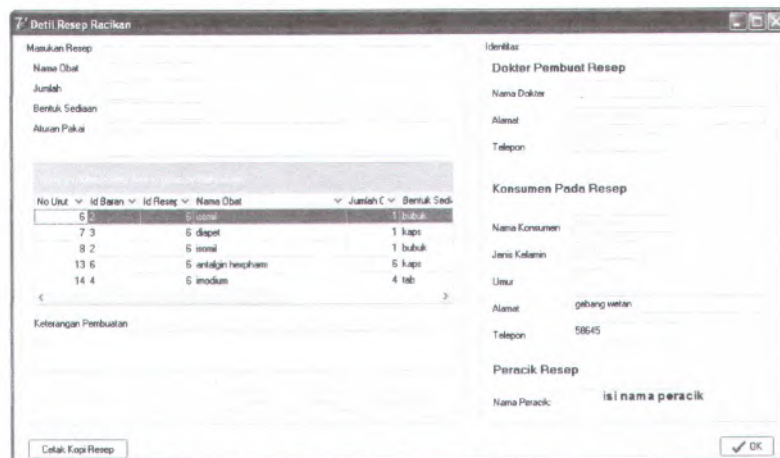 Detil Resep Racikan
Masukan Resep
Nama Obat
Jumlah
Bentuk Sediaan
Aturan Pakai
No Urut Id Baran Id Resep Nama Obat Jumlah Bentuk Sedi
6 2 6 isomil 1 bubuk
7 3 6 diapet 1 kaps
8 2 6 isomil 1 bubuk
13 6 6 antalgin hexpharm 6 kaps
14 4 6 imodium 4 tab
Keterangan Pembuatan
Cetak Kopi Resep
Identitas
Dokter Pembuat Resep
Nama Dokter
Alamat
Telepon
Konsumen Pada Resep
Nama Konsumen
Jenis Kelamin
Umur
Alamat gebang wetan
Telepon 58645
Peracik Resep
Nama Peracik: isi nama peracik
OK